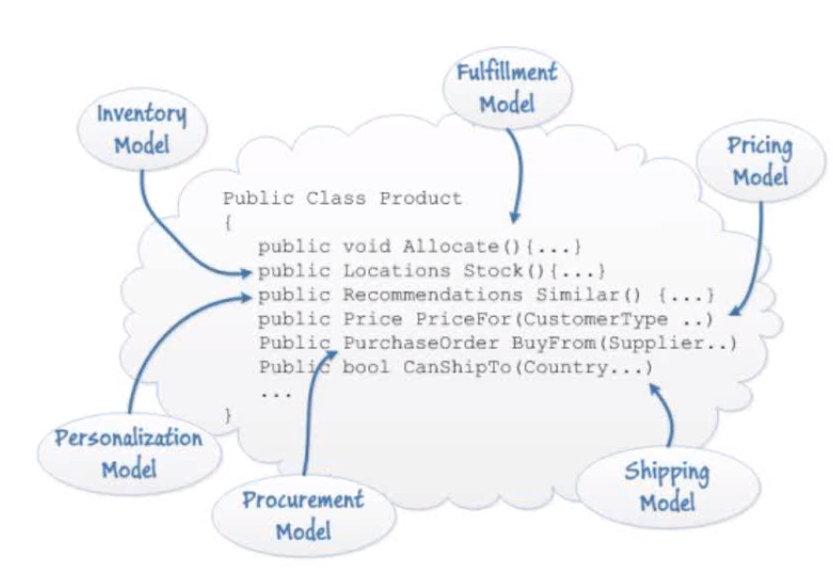 Fulfillment
Model
Inventory
Model
Pricing
Model
Public Class Product
{
public void Allocate(){...}
public Locations Stock(){...}
public Recommendations Similar() {...}
public Price PriceFor(CustomerType ..)
Public PurchaseOrder BuyFrom(Supplier..)
Public bool CanShipTo(Country...)
...
}
Personalization
Model
Procurement
Model
Shipping
Model